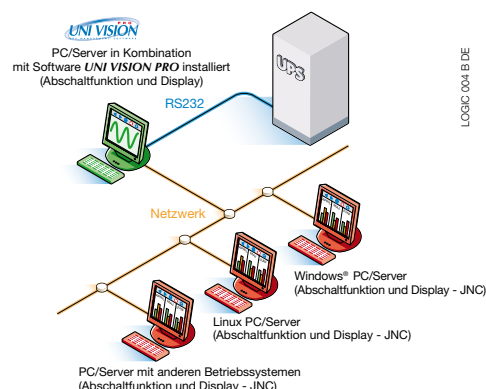 UNI VISION PRO
PC/Server in Kombination
mit Software UNI VISION PRO installiert
(Abschaltfunktion und Display)
RS232
UPS
LOGIC 004 B DE
Netzwerk
Windows® PC/Server
(Abschaltfunktion und Display - JNC)
Linux PC/Server
(Abschaltfunktion und Display - JNC)
PC/Server mit anderen Betriebssystemen
(Abschaltfunktion und Display - JNC)